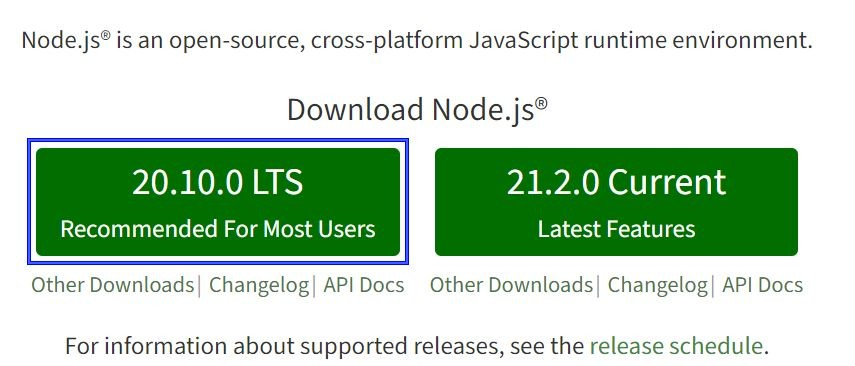 Node.js® is an open-source, cross-platform JavaScript runtime environment.
Download Node.js®
20.10.0 LTS
Recommended For Most Users
Other Downloads| Changelog| API Docs
21.2.0 Current
Latest Features
Other Downloads| Changelog| API Docs
For information about supported releases, see the release schedule.